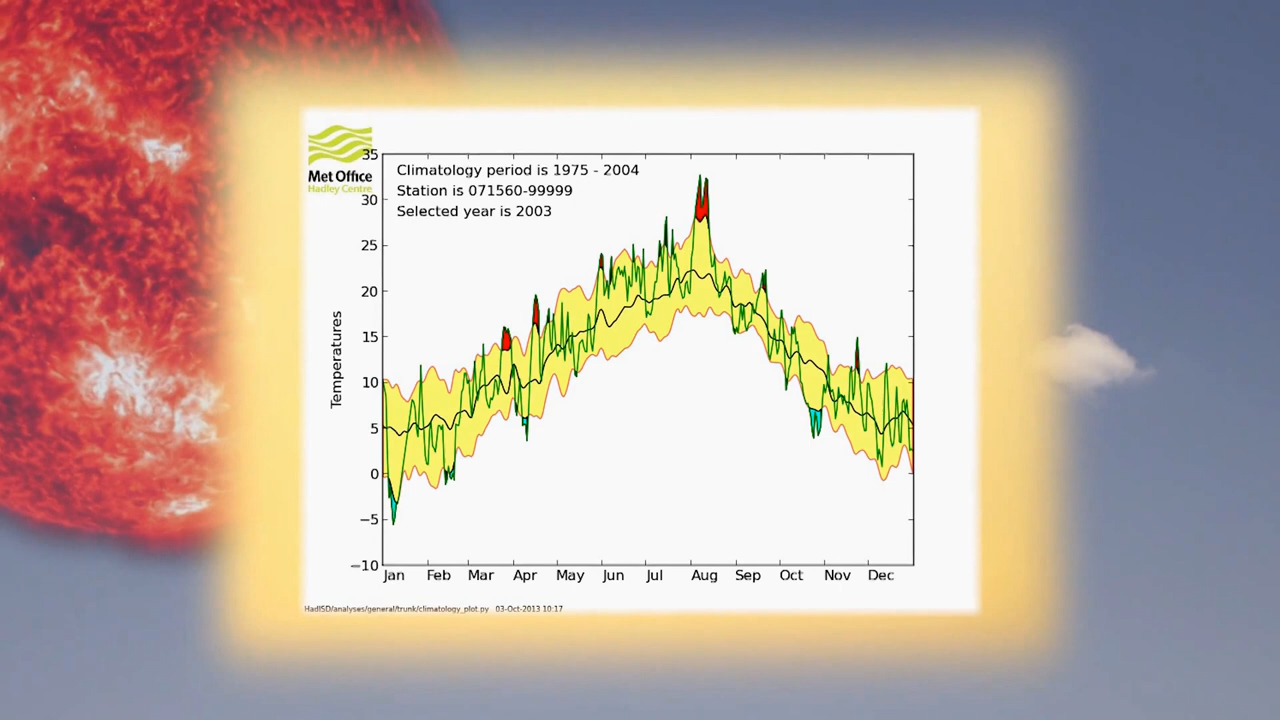 Met Office
Hadley Centre
Climatology period is 1975 - 2004
Station is 071560-99999
Selected year is 2003
35
30
25
20
15
10
5
0
−5
−10
Temperatures
Jan Feb Mar Apr May Jun Jul Aug Sep Oct Nov Dec
HadISD/analyses/general/trunk/climatology_plot.py 03-Oct-2013 10:17